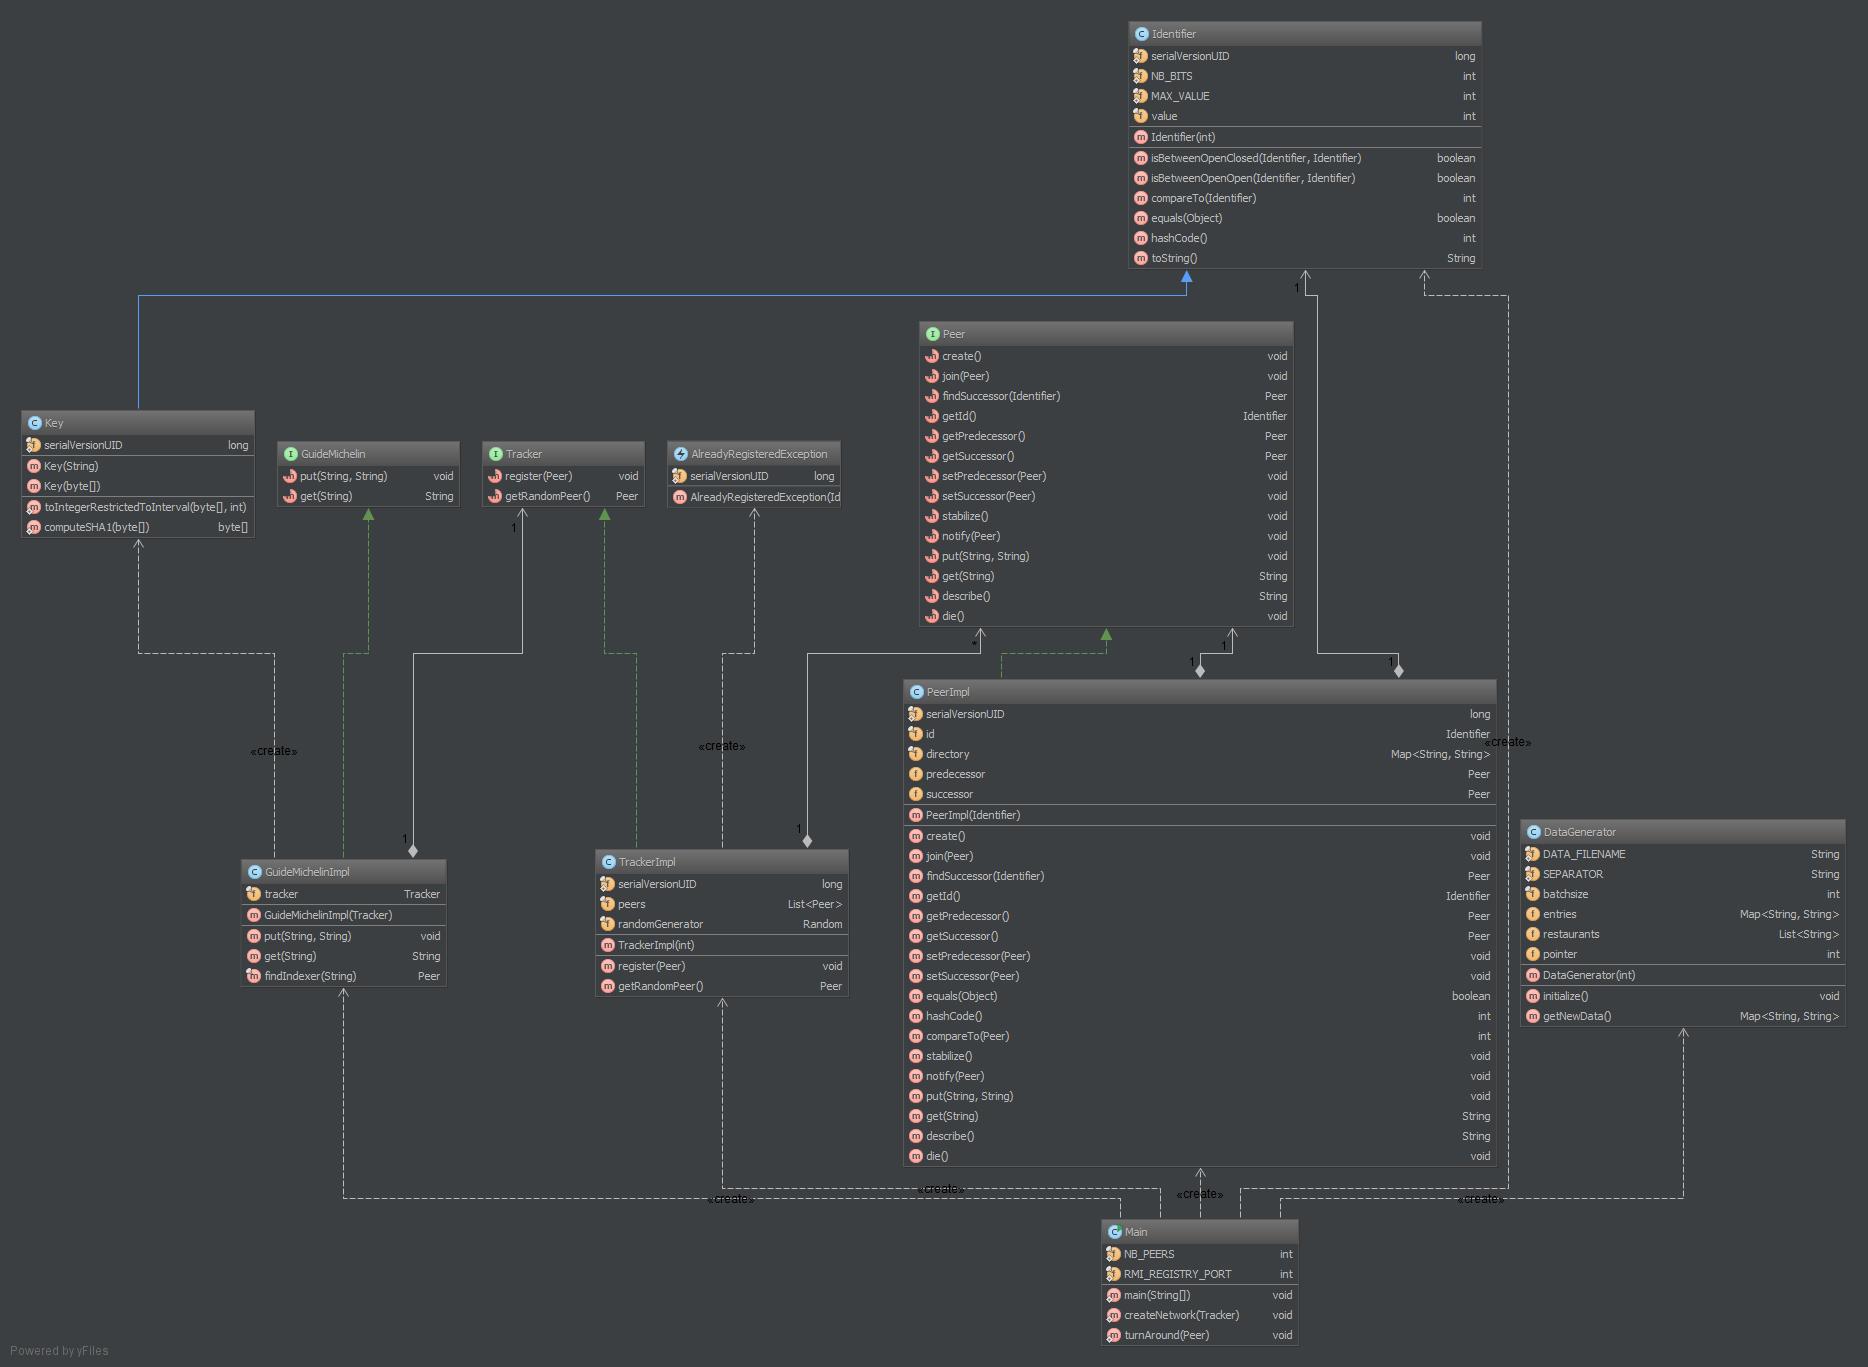 Identifier
serialVersionUID long
NB_BITS int
MAX_VALUE int
value int
Identifier(int)
isBetweenOpenClosed(Identifier, Identifier) boolean
isBetweenOpenOpen(Identifier, Identifier) boolean
compareTo(Identifier) int
equals(Object) boolean
hashCode() int
toString() String
1
Peer
create() void
join(Peer) void
findSuccessor(Identifier) Peer
getId() Identifier
getPredecessor() Peer
getSuccessor() Peer
setPredecessor(Peer) void
setSuccessor(Peer) void
stabilize() void
notify(Peer) void
put(String, String) void
get(String) String
describe() String
die() void
Key
serialVersionUID long
Key(String)
Key(byte[])
toIntegerRestrictedToInterval(byte[], int)
computeSHA1(byte[]) byte[]
GuideMichelin
put(String, String) void
get(String) String
Tracker
register(Peer) void
getRandomPeer() Peer
AlreadyRegisteredException
serialVersionUID long
AlreadyRegisteredException(Id
1
*
1
1
1
PeerImpl
serialVersionUID long
id Identifier
directory Map<String, String>
predecessor Peer
successor Peer
PeerImpl(Identifier)
create() void
join(Peer) void
findSuccessor(Identifier) Peer
getId() Identifier
getPredecessor() Peer
getSuccessor() Peer
setPredecessor(Peer) void
setSuccessor(Peer) void
equals(Object) boolean
hashCode() int
compareTo(Peer) int
stabilize() void
notify(Peer) void
put(String, String) void
get(String) String
describe() String
die() void
«create»
«create»
«create»
1
1
GuideMichelinImpl
tracker Tracker
GuideMichelinImpl(Tracker)
put(String, String) void
get(String) String
findIndexer(String) Peer
TrackerImpl
serialVersionUID long
peers List<Peer>
randomGenerator Random
TrackerImpl(int)
register(Peer) void
getRandomPeer() Peer
DataGenerator
DATA_FILENAME String
SEPARATOR String
batchsize int
entries Map<String, String>
restaurants List<String>
pointer int
DataGenerator(int)
initialize() void
getNewData() Map<String, String>
«create»
«create»
«create»
«create»
Main
NB_PEERS int
RMI_REGISTRY_PORT int
main(String[]) void
createNetwork(Tracker) void
turnAround(Peer) void
Powered by yFiles